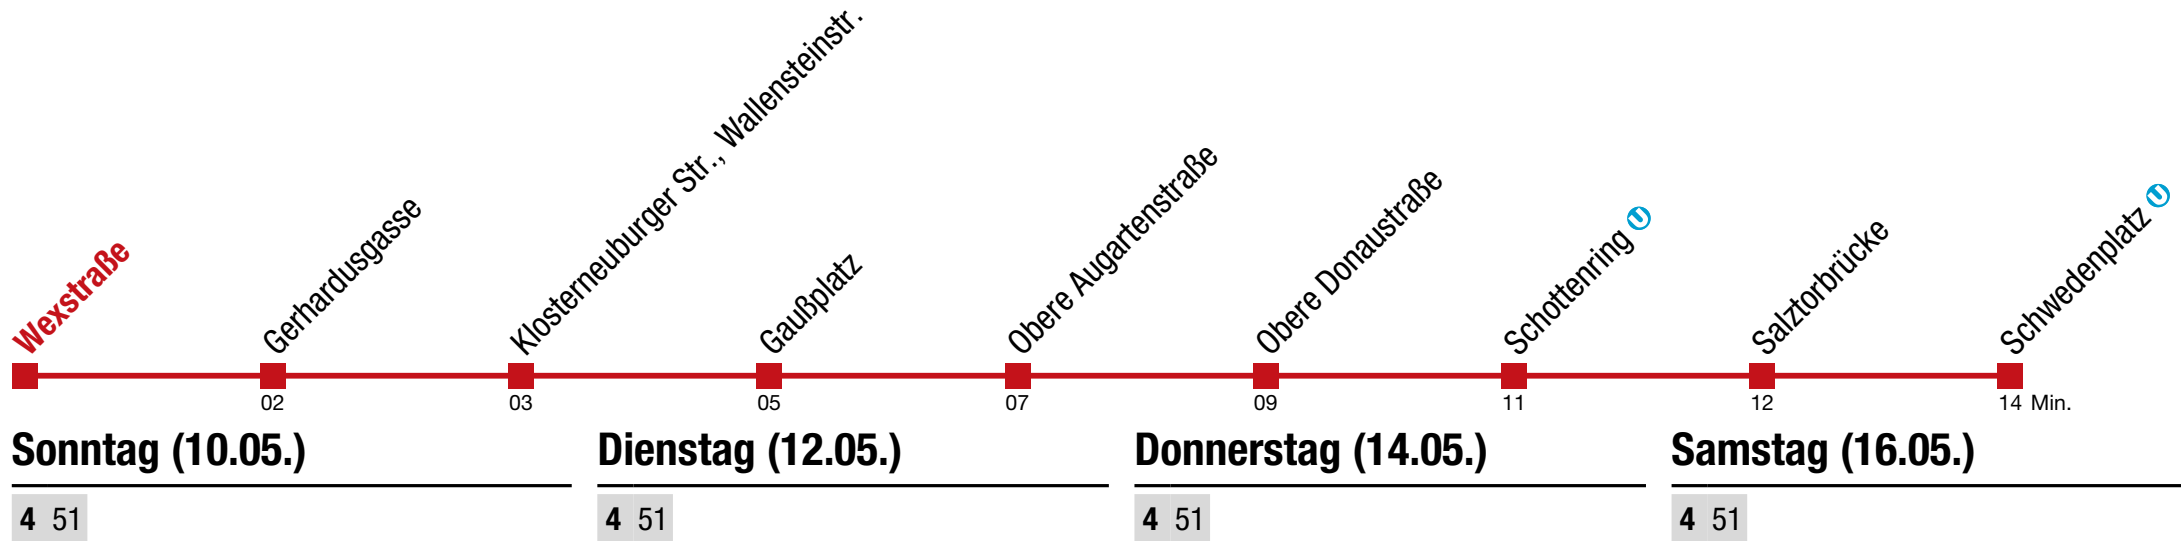 Wexstraße
Gerhardusgasse
Klosterneuburger Str., Wallensteinstr.
Gaußplatz
Obere Augartenstraße
Obere Donaustraße
Schottenring U
Salztorbrücke
Schwedenplatz U
02 03 05 07 09 11 12 14 Min.
Sonntag (10.05.) Dienstag (12.05.) Donnerstag (14.05.) Samstag (16.05.)
4 51 4 51 4 51 4 51